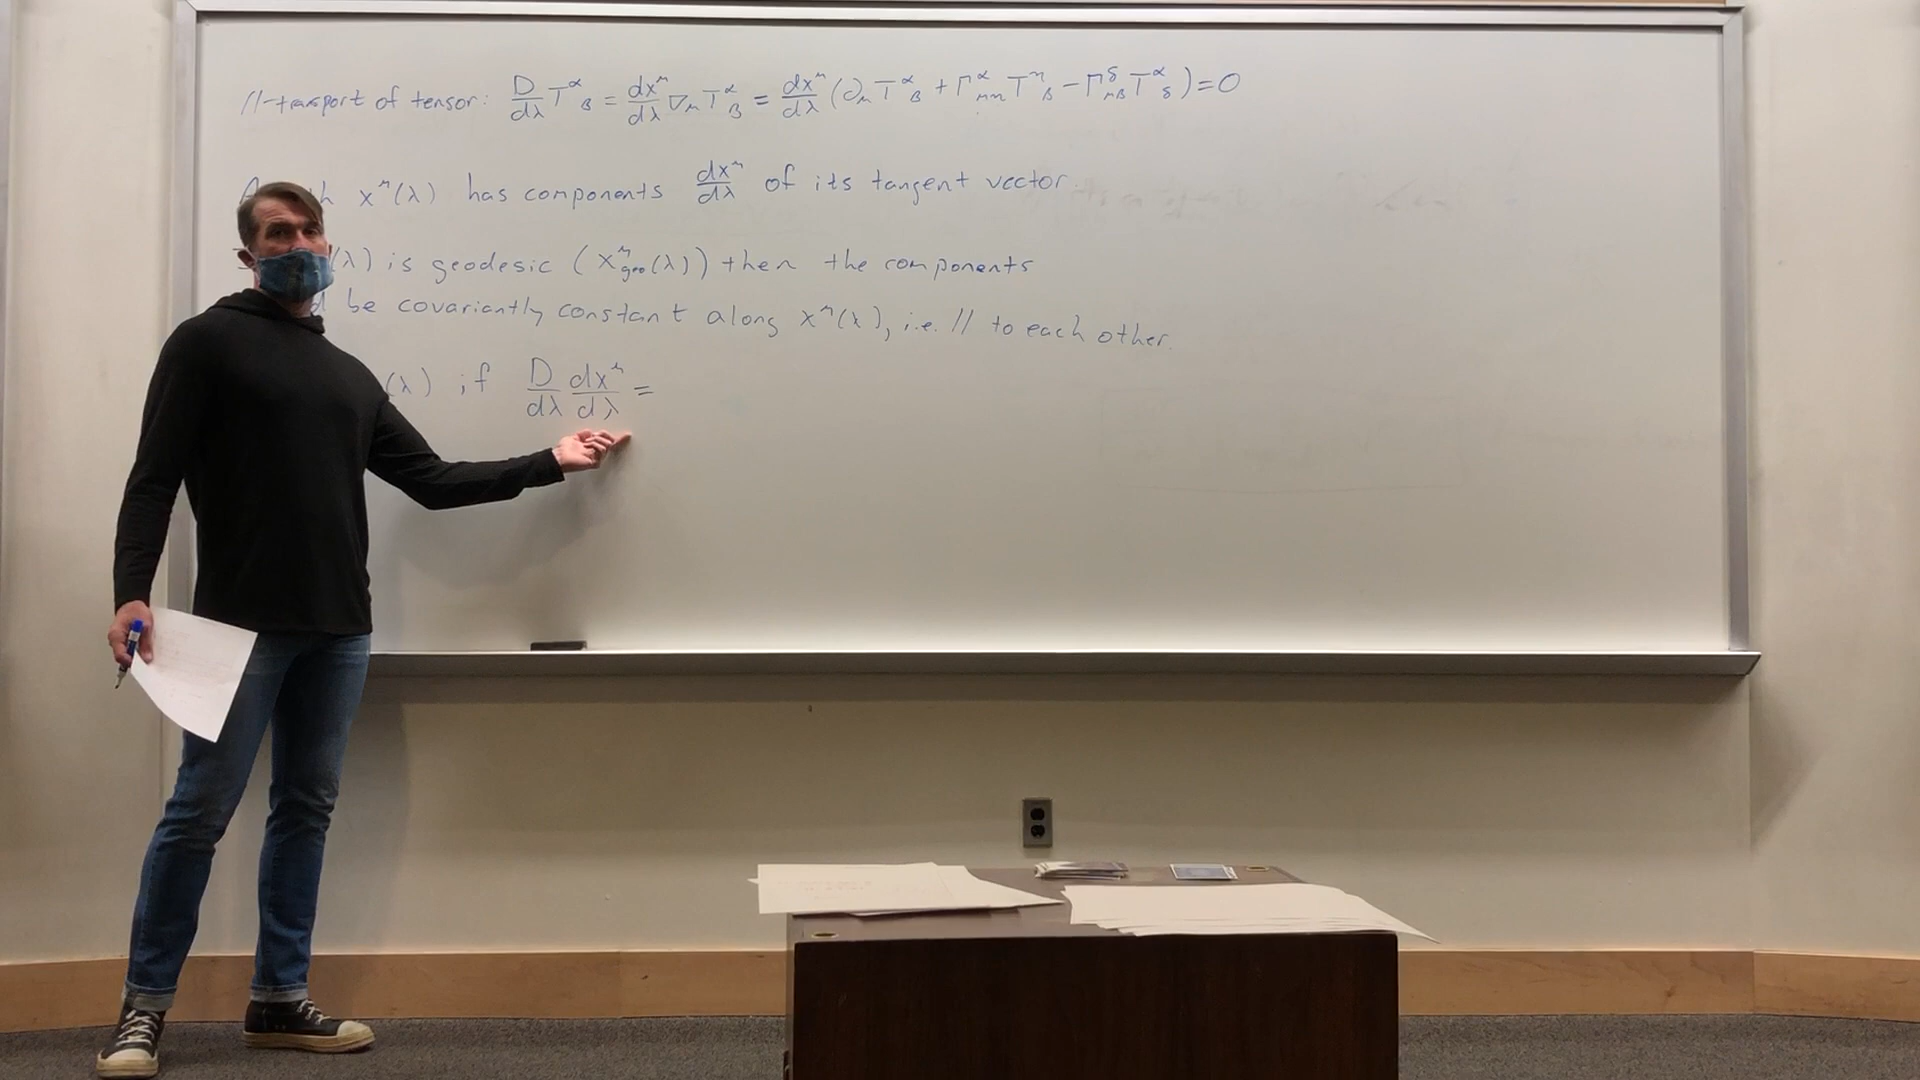 //-transport of tensor: D/dλ T^α_β = dx^μ/dλ ∇_μ T^α_β = dx^μ/dλ (∂_μ T^α_β + Γ^α_μη T^η_β − Γ^δ_μβ T^α_δ) = 0
x^μ(λ) has components dx^μ/dλ of its tangent vector.
(λ) is geodesic (x^μ_geo(λ)) then the components
be covariantly constant along x^μ(λ), i.e. // to each other.
(λ) if D/dλ dx^μ/dλ =